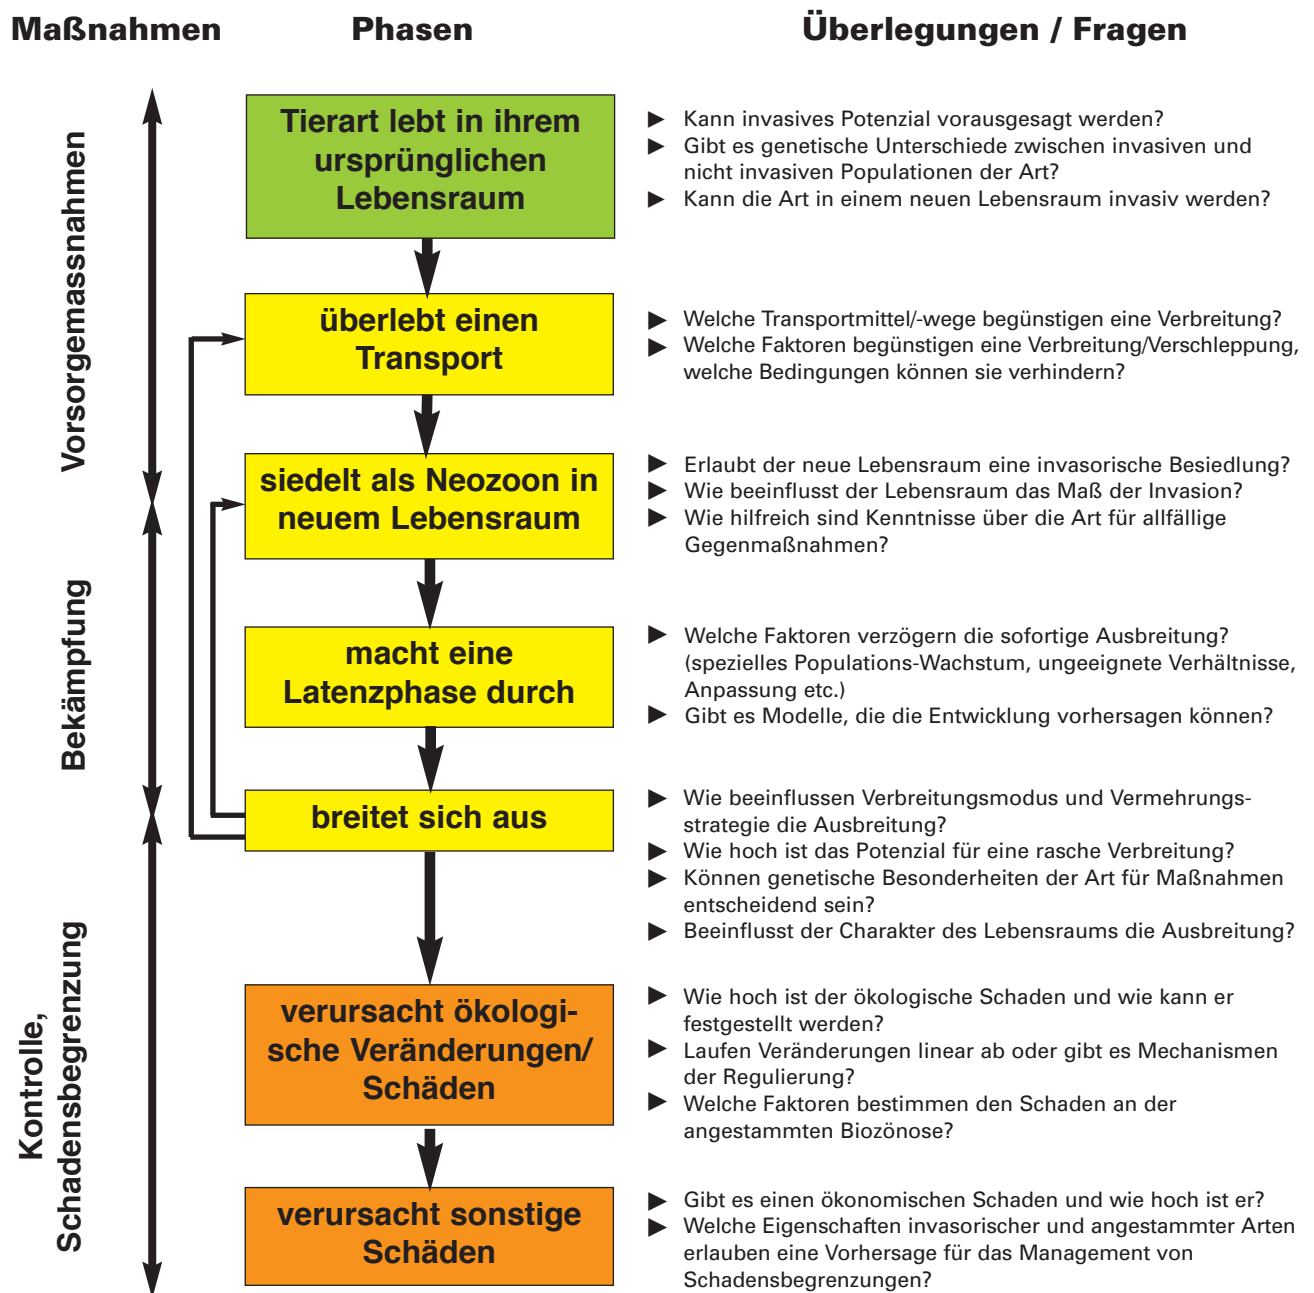 Maßnahmen
Phasen
Überlegungen / Fragen
Vorsorgemassnahmen
Bekämpfung
Kontrolle,
Schadensbegrenzung
Tierart lebt in ihrem
ursprünglichen
Lebensraum
▶ Kann invasives Potenzial vorausgesagt werden?
▶ Gibt es genetische Unterschiede zwischen invasiven und
nicht invasiven Populationen der Art?
▶ Kann die Art in einem neuen Lebensraum invasiv werden?
überlebt einen
Transport
▶ Welche Transportmittel/-wege begünstigen eine Verbreitung?
▶ Welche Faktoren begünstigen eine Verbreitung/Verschleppung,
welche Bedingungen können sie verhindern?
siedelt als Neozoon in
neuem Lebensraum
▶ Erlaubt der neue Lebensraum eine invasorische Besiedlung?
▶ Wie beeinflusst der Lebensraum das Maß der Invasion?
▶ Wie hilfreich sind Kenntnisse über die Art für allfällige
Gegenmaßnahmen?
macht eine
Latenzphase durch
▶ Welche Faktoren verzögern die sofortige Ausbreitung?
(spezielles Populations-Wachstum, ungeeignete Verhältnisse,
Anpassung etc.)
▶ Gibt es Modelle, die die Entwicklung vorhersagen können?
breitet sich aus
▶ Wie beeinflussen Verbreitungsmodus und Vermehrungs-
strategie die Ausbreitung?
▶ Wie hoch ist das Potenzial für eine rasche Verbreitung?
▶ Können genetische Besonderheiten der Art für Maßnahmen
entscheidend sein?
▶ Beeinflusst der Charakter des Lebensraums die Ausbreitung?
verursacht ökologi-
sche Veränderungen/
Schäden
▶ Wie hoch ist der ökologische Schaden und wie kann er
festgestellt werden?
▶ Laufen Veränderungen linear ab oder gibt es Mechanismen
der Regulierung?
▶ Welche Faktoren bestimmen den Schaden an der
angestammten Biozönose?
verursacht sonstige
Schäden
▶ Gibt es einen ökonomischen Schaden und wie hoch ist er?
▶ Welche Eigenschaften invasorischer und angestammter Arten
erlauben eine Vorhersage für das Management von
Schadensbegrenzungen?